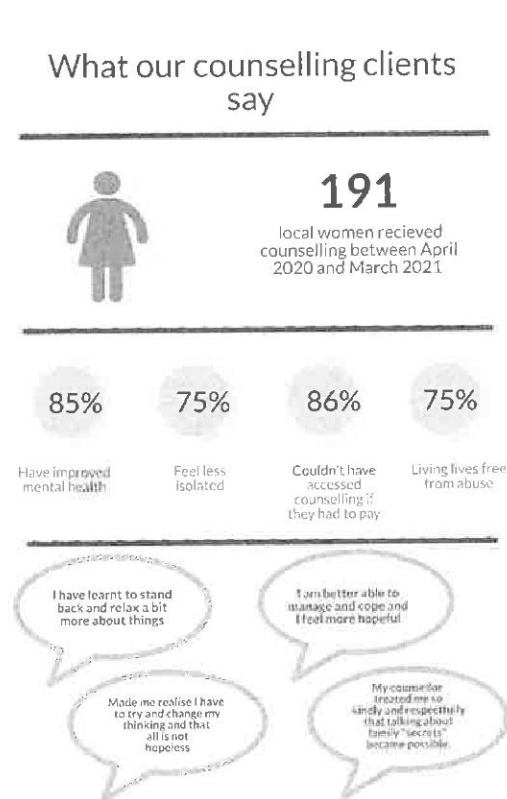 What our counselling clients
say
191
local women recieved
counselling between April
2020 and March 2021
85%
75%
86%
75%
Have improved
mental health
Feel less
isolated
Couldn't have
accessed
counselling if
they had to pay
Living lives free
from abuse
I have learnt to stand
back and relax a bit
more about things
I am better able to
manage and cope and
I feel more hopeful
Made me realise I have
to try and change my
thinking and that
all is not
hopeless
My counsellor
treated me so
kindly and respectfully
that talking about
family "secrets"
became possible.